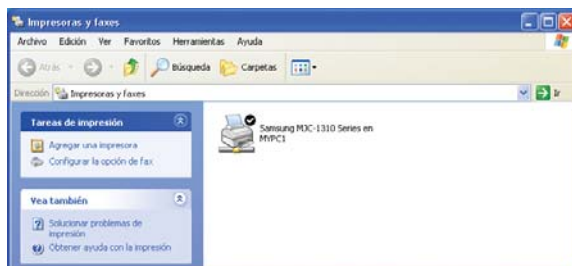 Impresoras y faxes
Archivo Edición Ver Favoritos Herramientas Ayuda
Atrás Búsqueda Carpetas
Dirección Impresoras y faxes Ir
Tareas de impresión
Agregar una impresora
Configurar la opción de fax
Vea también
Solucionar problemas de
impresión
Obtener ayuda con la impresión
Samsung MJC-1310 Series en
MYPC1